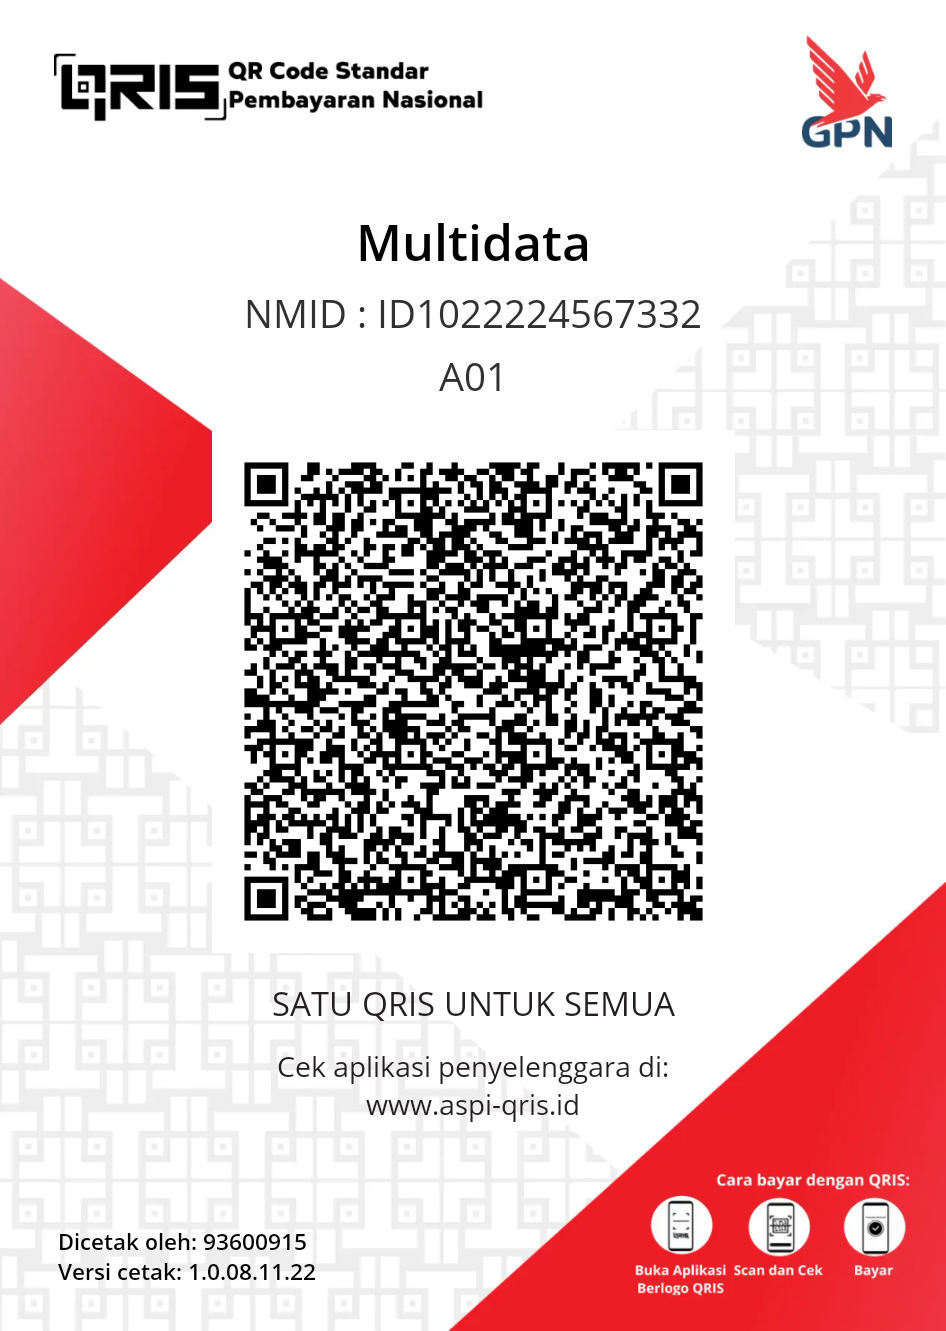 QRIS QR Code Standar
Pembayaran Nasional
GPN
Multidata
NMID : ID1022224567332
A01
SATU QRIS UNTUK SEMUA
Cek aplikasi penyelenggara di:
www.aspi-qris.id
Cara bayar dengan QRIS:
Buka Aplikasi
Berlogo QRIS
Scan dan Cek
Bayar
Dicetak oleh: 93600915
Versi cetak: 1.0.08.11.22